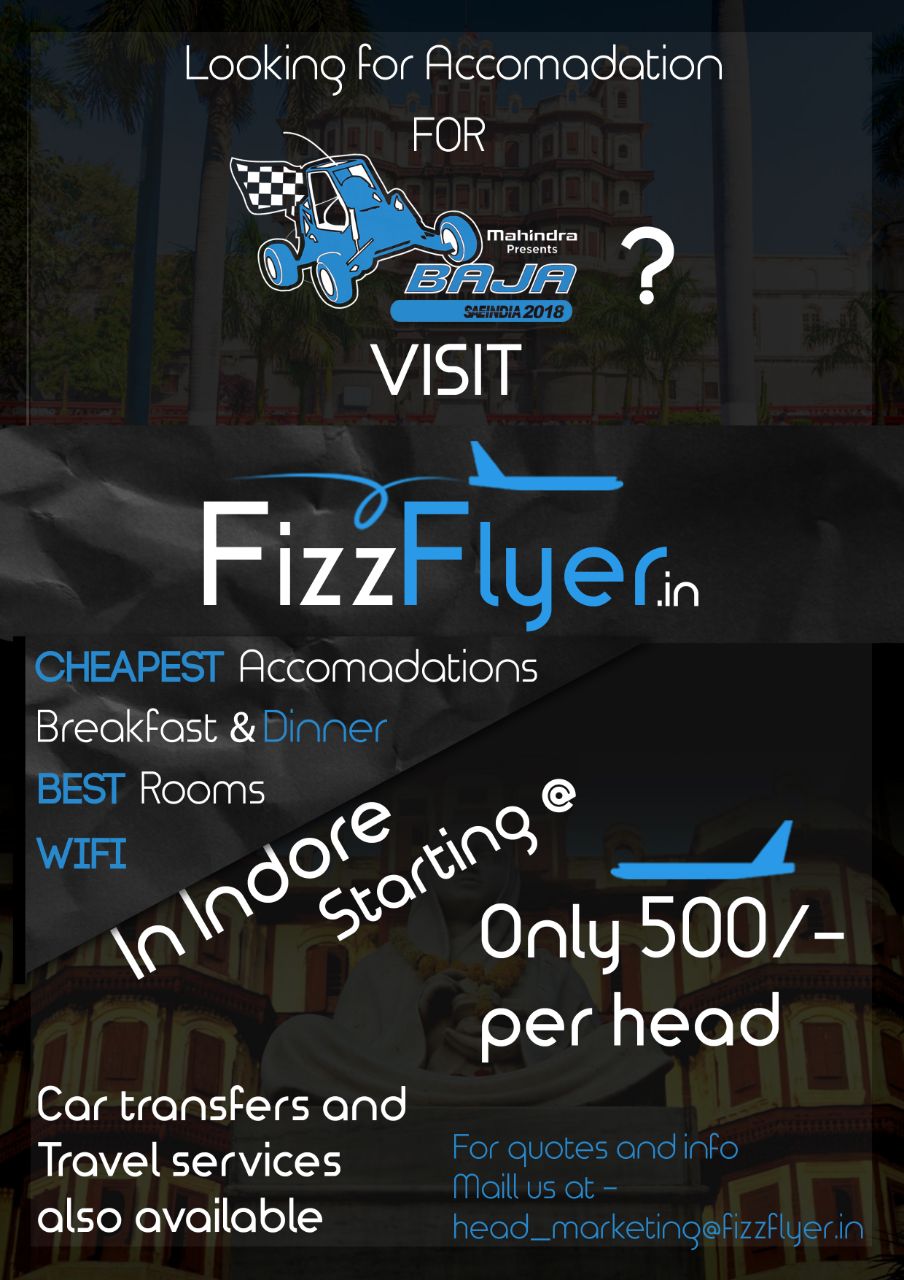 Looking for Accomadation
FOR
Mahindra
Presents
BAJA
SAEINDIA 2018
?
VISIT
FizzFlyer.in
CHEAPEST Accomadations
Breakfast & Dinner
BEST Rooms
WIFI
In Indore
Starting @
Only 500/-
per head
Car transfers and
Travel services
also available
For quotes and info
Maill us at -
head_marketing@fizzflyer.in